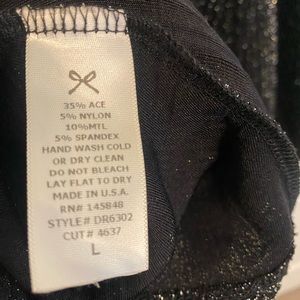 35% ACE
5% NYLON
10%MTL
5% SPANDEX
HAND WASH COLD
OR DRY CLEAN
DO NOT BLEACH
LAY FLAT TO DRY
MADE IN U.S.A.
RN# 145848
STYLE# DR6302
CUT# 4637
L